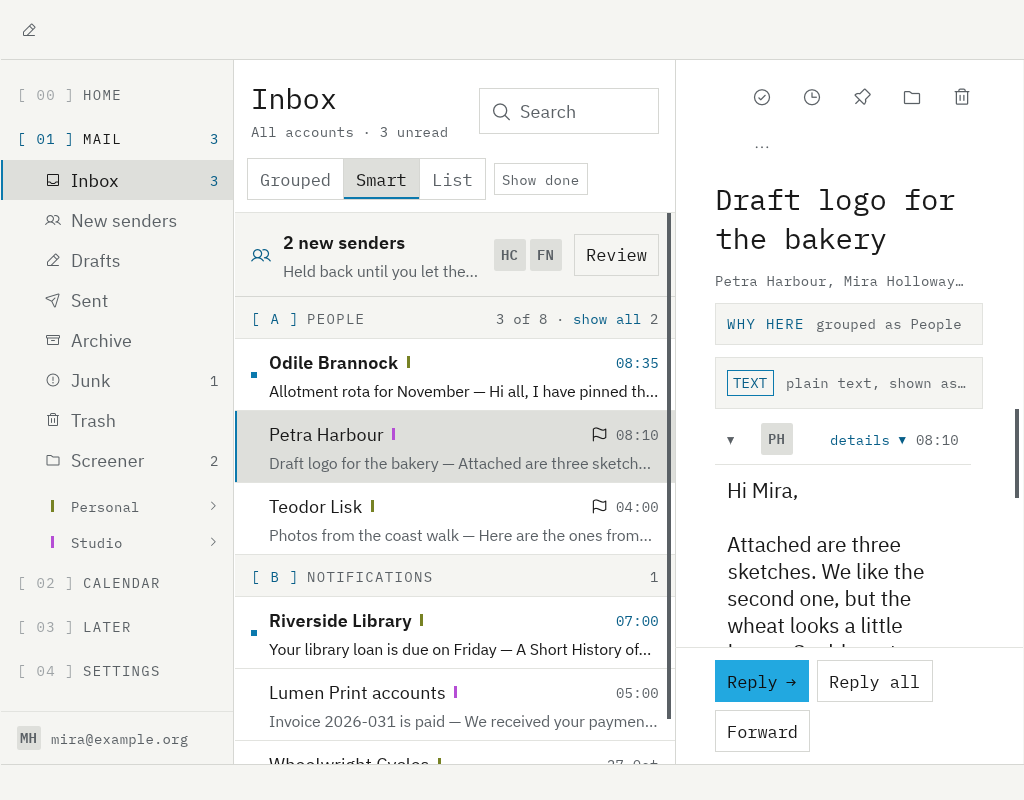 [ 00 ] HOME
[ 01 ] MAIL 3
Inbox 3
New senders
Drafts
Sent
Archive
Junk 1
Trash
Screener 2
Personal
Studio
[ 02 ] CALENDAR
[ 03 ] LATER
[ 04 ] SETTINGS
MH mira@example.org
Inbox
All accounts · 3 unread
Search
Grouped Smart List Show done
2 new senders
Held back until you let the…
HC FN Review
[ A ] PEOPLE 3 of 8 · show all 2
Odile Brannock 08:35
Allotment rota for November — Hi all, I have pinned th…
Petra Harbour 08:10
Draft logo for the bakery — Attached are three sketch…
Teodor Lisk 04:00
Photos from the coast walk — Here are the ones from…
[ B ] NOTIFICATIONS 1
Riverside Library 07:00
Your library loan is due on Friday — A Short History of…
Lumen Print accounts 05:00
Invoice 2026-031 is paid — We received your paymen…
Wheelwright Cycles 27 Oct
…
Draft logo for
the bakery
Petra Harbour, Mira Holloway…
WHY HERE grouped as People
TEXT plain text, shown as…
▼ PH details ▼ 08:10
Hi Mira,
Attached are three
sketches. We like the
second one, but the
wheat looks a little
Reply → Reply all
Forward